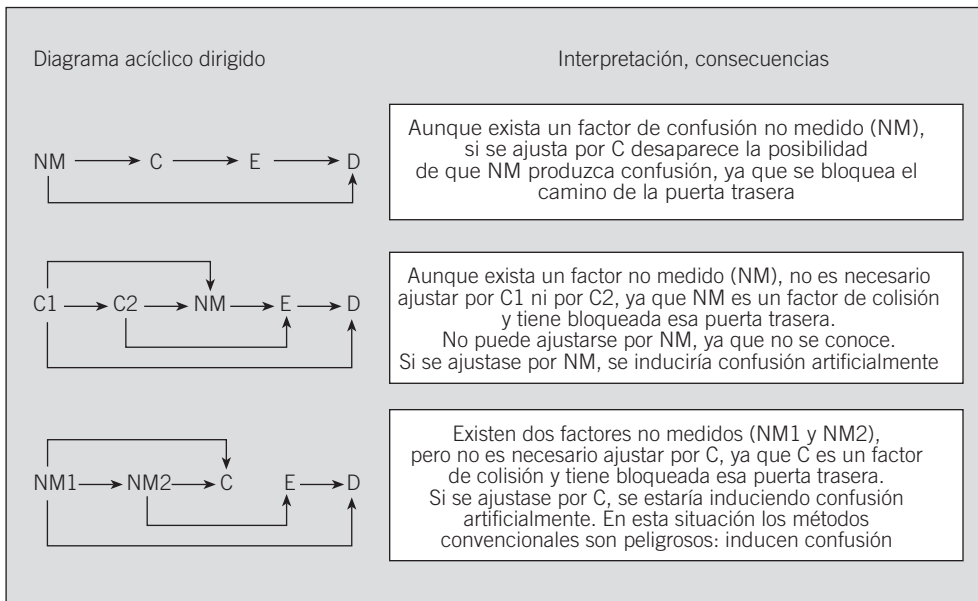 Diagrama acíclico dirigido
Interpretación, consecuencias
NM C E D
Aunque exista un factor de confusión no medido (NM),
si se ajusta por C desaparece la posibilidad
de que NM produzca confusión, ya que se bloquea el
camino de la puerta trasera
C1 C2 NM E D
Aunque exista un factor no medido (NM), no es necesario
ajustar por C1 ni por C2, ya que NM es un factor de colisión
y tiene bloqueada esa puerta trasera.
No puede ajustarse por NM, ya que no se conoce.
Si se ajustase por NM, se induciría confusión artificialmente
NM1 NM2 C E D
Existen dos factores no medidos (NM1 y NM2),
pero no es necesario ajustar por C, ya que C es un factor
de colisión y tiene bloqueada esa puerta trasera.
Si se ajustase por C, se estaría induciendo confusión
artificialmente. En esta situación los métodos
convencionales son peligrosos: inducen confusión